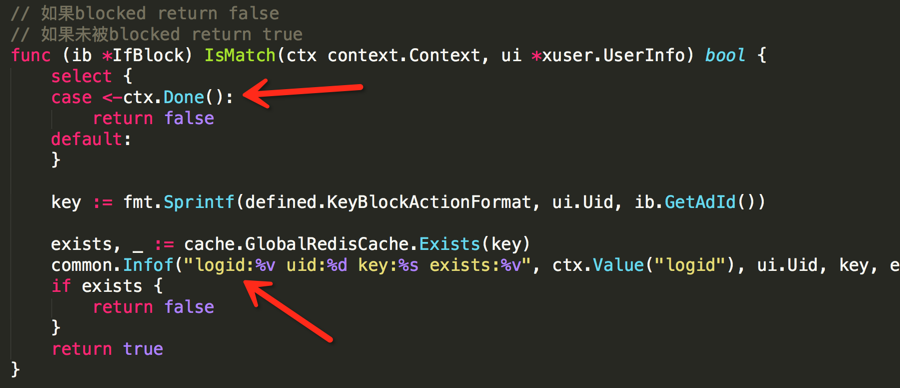 // 如果blocked return false
// 如果未被blocked return true
func (ib *IfBlock) IsMatch(ctx context.Context, ui *xuser.UserInfo) bool {
    select {
    case <-ctx.Done():
        return false
    default:
    }
    key := fmt.Sprintf(defined.KeyBlockActionFormat, ui.Uid, ib.GetAdId())
    exists, _ := cache.GlobalRedisCache.Exists(key)
    common.Infof("logid:%v uid:%d key:%s exists:%v", ctx.Value("logid"), ui.Uid, key, e
    if exists {
        return false
    }
    return true
}